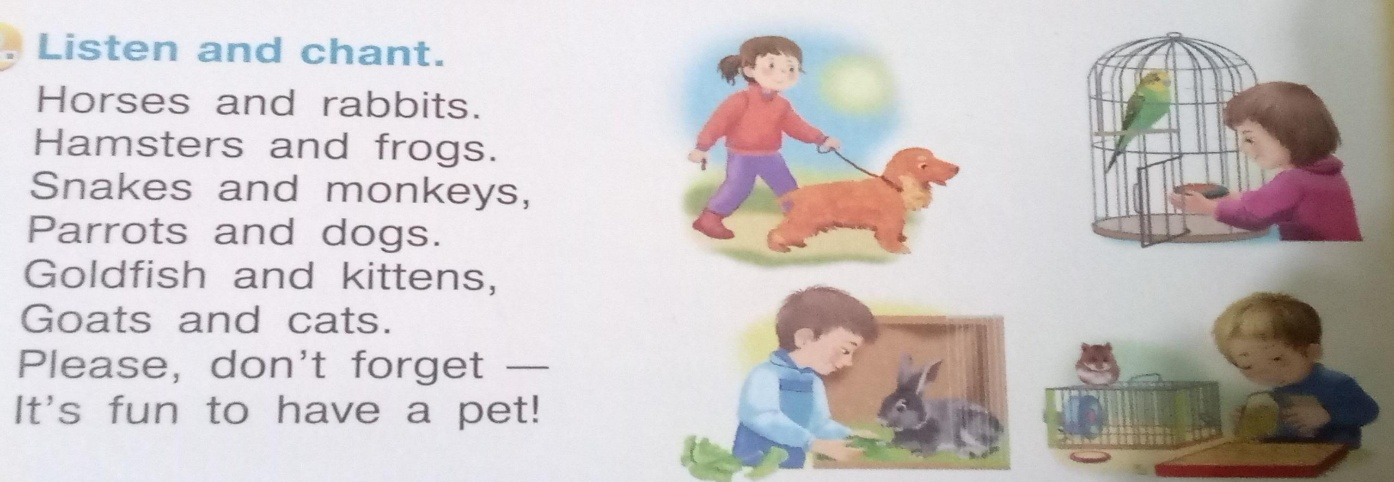 Listen and chant.
Horses and rabbits.
Hamsters and frogs.
Snakes and monkeys,
Parrots and dogs.
Goldfish and kittens,
Goats and cats.
Please, don't forget —
It's fun to have a pet!